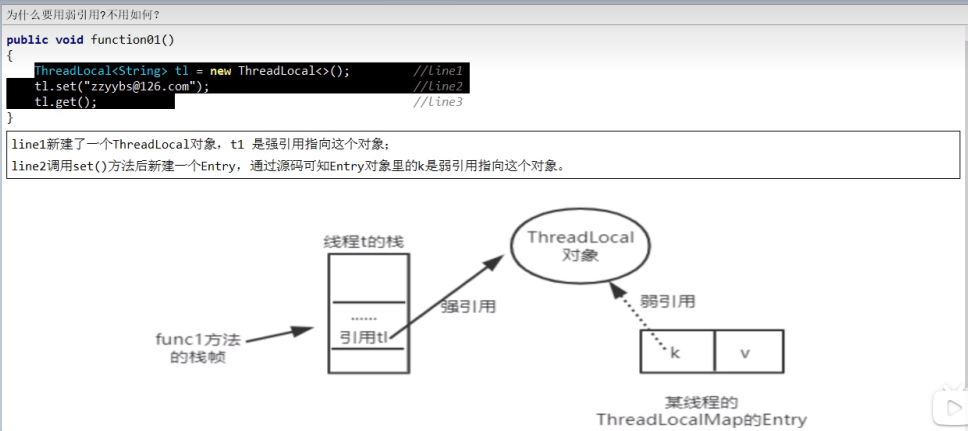 为什么要用弱引用?不用如何?
public void function01()
{
ThreadLocal<String> tl = new ThreadLocal<>(); //line1
tl.set("zzyybs@126.com"); //line2
tl.get(); //line3
}
line1新建了一个ThreadLocal对象，t1 是强引用指向这个对象；
line2调用set()方法后新建一个Entry，通过源码可知Entry对象里的k是弱引用指向这个对象。
线程t的栈
ThreadLocal
对象
强引用
弱引用
......
引用tl
func1方法
的栈帧
k
v
某线程的
ThreadLocalMap的Entry